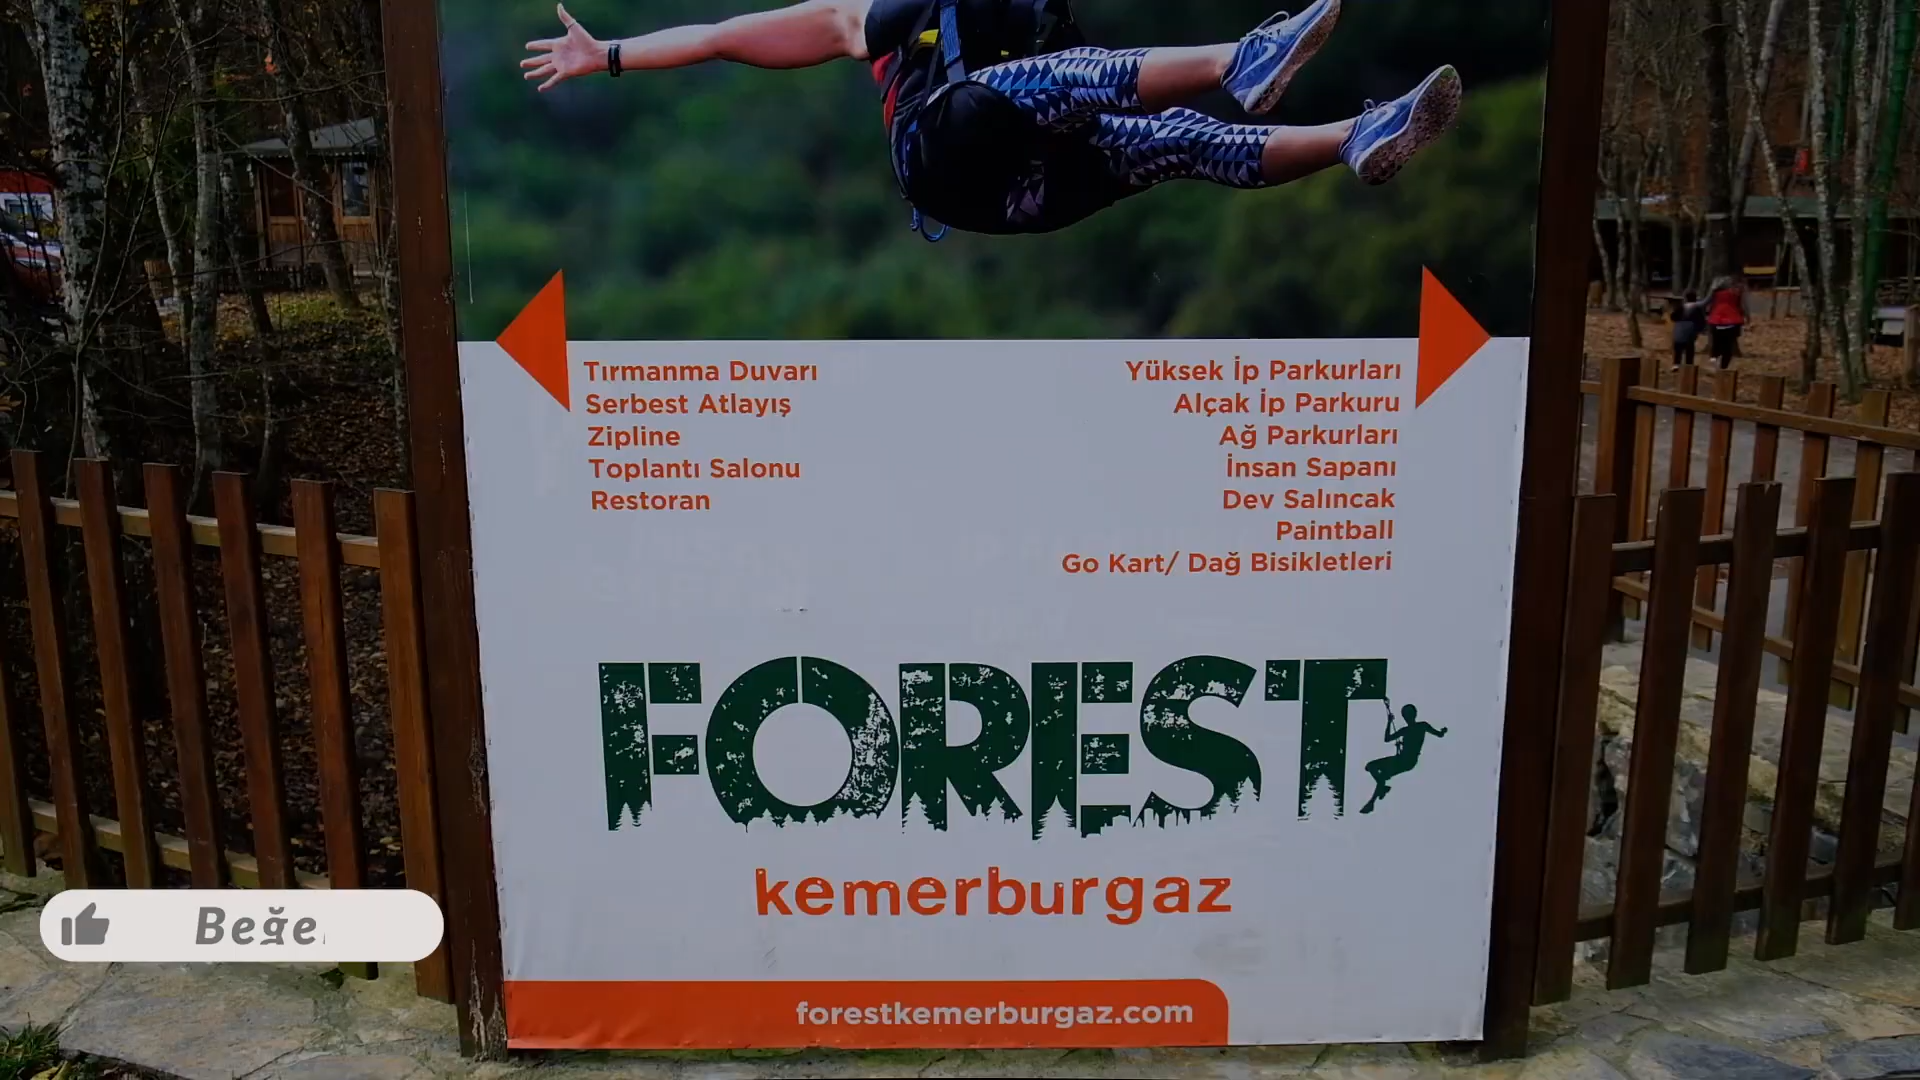 Tırmanma Duvarı
Serbest Atlayış
Zipline
Toplantı Salonu
Restoran
Yüksek İp Parkurları
Alçak İp Parkuru
Ağ Parkurları
İnsan Sapanı
Dev Salıncak
Paintball
Go Kart/ Dağ Bisikletleri
FOREST
kemerburgaz
forestkemerburgaz.com
Beğe